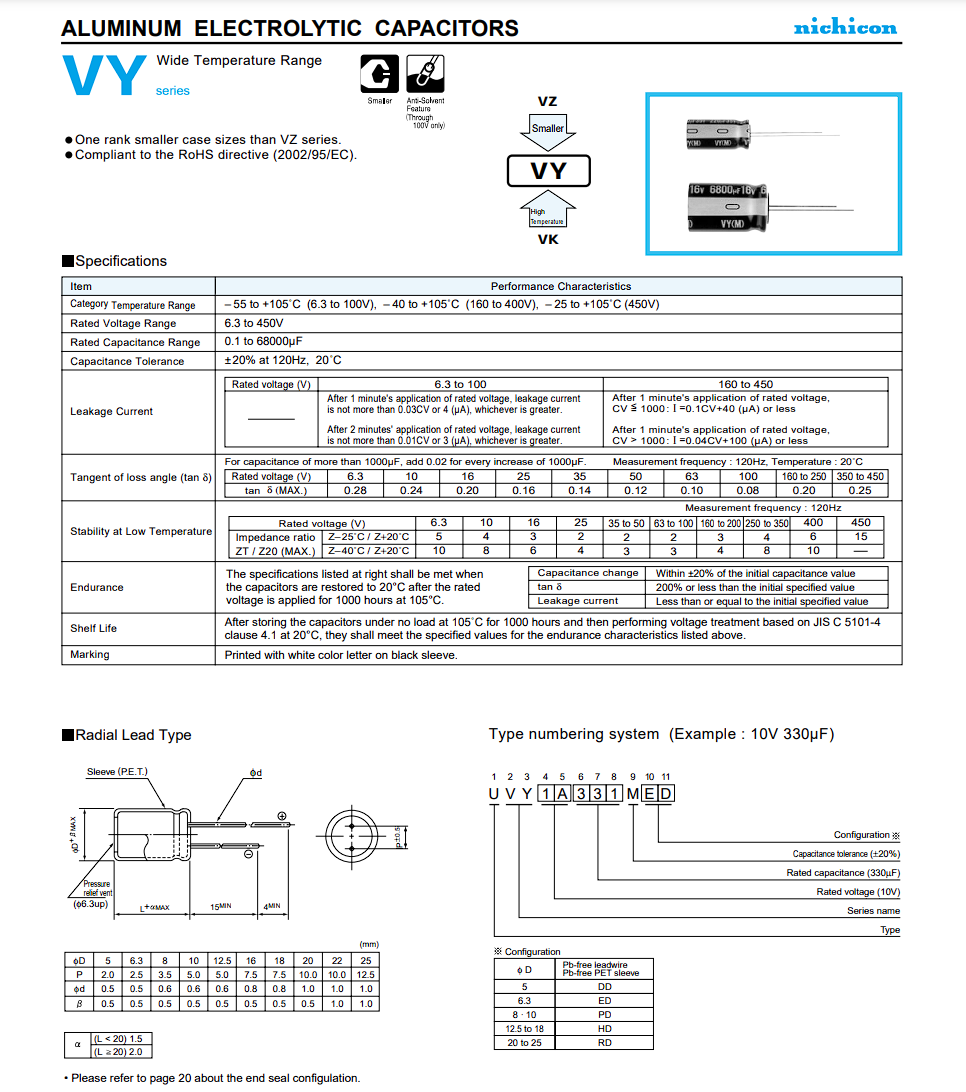 ALUMINUM ELECTROLYTIC CAPACITORS
nichicon
VY
Wide Temperature Range
series
Smaller
Anti-Solvent
Feature
(Through
100V only)
● One rank smaller case sizes than VZ series.
● Compliant to the RoHS directive (2002/95/EC).
VZ
Smaller
VY
High
Temperature
VK
VY(M) VY(M)
16v 6800μF 16v 6
VY(M)
■Specifications
Item Performance Characteristics
Category Temperature Range – 55 to +105˚C (6.3 to 100V), – 40 to +105˚C (160 to 400V), – 25 to +105˚C (450V)
Rated Voltage Range 6.3 to 450V
Rated Capacitance Range 0.1 to 68000μF
Capacitance Tolerance ±20% at 120Hz, 20˚C
Leakage Current
Rated voltage (V) 6.3 to 100 160 to 450
———
After 1 minute's application of rated voltage, leakage current
is not more than 0.03CV or 4 (μA), whichever is greater.
After 2 minutes' application of rated voltage, leakage current
is not more than 0.01CV or 3 (μA), whichever is greater.
After 1 minute's application of rated voltage,
CV ≦ 1000 : I =0.1CV+40 (μA) or less
After 1 minute's application of rated voltage,
CV > 1000 : I =0.04CV+100 (μA) or less
Tangent of loss angle (tan δ)
For capacitance of more than 1000μF, add 0.02 for every increase of 1000μF. Measurement frequency : 120Hz, Temperature : 20˚C
Rated voltage (V) 6.3 10 16 25 35 50 63 100 160 to 250 350 to 450
tan δ (MAX.) 0.28 0.24 0.20 0.16 0.14 0.12 0.10 0.08 0.20 0.25
Stability at Low Temperature
Measurement frequency : 120Hz
Rated voltage (V) 6.3 10 16 25 35 to 50 63 to 100 160 to 200 250 to 350 400 450
Impedance ratio Z–25˚C / Z+20˚C 5 4 3 2 2 2 3 4 6 15
ZT / Z20 (MAX.) Z–40˚C / Z+20˚C 10 8 6 4 3 3 4 8 10 —
Endurance
The specifications listed at right shall be met when
the capacitors are restored to 20°C after the rated
voltage is applied for 1000 hours at 105°C.
Capacitance change Within ±20% of the initial capacitance value
tan δ 200% or less than the initial specified value
Leakage current Less than or equal to the initial specified value
Shelf Life
After storing the capacitors under no load at 105˚C for 1000 hours and then performing voltage treatment based on JIS C 5101-4
clause 4.1 at 20°C, they shall meet the specified values for the endurance characteristics listed above.
Marking Printed with white color letter on black sleeve.
■Radial Lead Type
Sleeve (P.E.T.)
ϕd
ϕD+βMAX
⊕
⊖
Pressure
relief vent
(ϕ6.3up)
L+αMAX 15MIN 4MIN
P±0.5
(mm)
ϕD 5 6.3 8 10 12.5 16 18 20 22 25
P 2.0 2.5 3.5 5.0 5.0 7.5 7.5 10.0 10.0 12.5
ϕd 0.5 0.5 0.6 0.6 0.6 0.8 0.8 1.0 1.0 1.0
β 0.5 0.5 0.5 0.5 0.5 0.5 0.5 0.5 1.0 1.0 1.0
α
(L < 20) 1.5
(L ≥ 20) 2.0
• Please refer to page 20 about the end seal configulation.
Type numbering system (Example : 10V 330μF)
1 2 3 4 5 6 7 8 9 10 11
U V Y 1 A 3 3 1 M E D
Configuration ※
Capacitance tolerance (±20%)
Rated capacitance (330μF)
Rated voltage (10V)
Series name
Type
※ Configuration
ϕ D
Pb-free leadwire
Pb-free PET sleeve
5 DD
6.3 ED
8 · 10 PD
12.5 to 18 HD
20 to 25 RD